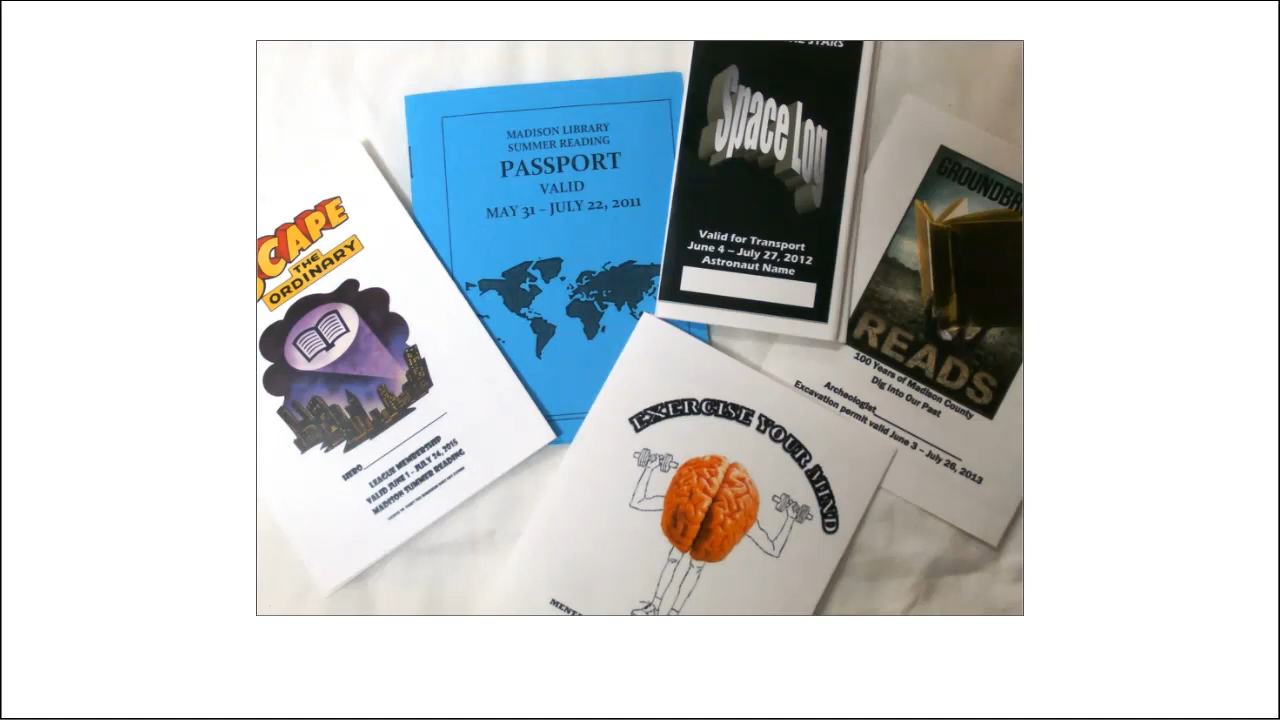 CAPE
THE
ORDINARY
HERO
LEAGUE MEMBERSHIP
VALID JUNE 1 - JULY 24, 2015
MADISON SUMMER READING
MADISON LIBRARY
SUMMER READING
PASSPORT
VALID
MAY 31 – JULY 22, 2011
STARS
Space Log
Valid for Transport
June 4 – July 27, 2012
Astronaut Name
GROUNDBR
READS
100 Years of Madison County
Dig Into Our Past
Archeologist
Excavation permit valid June 3 – July 26, 2013
EXERCISE YOUR MIND